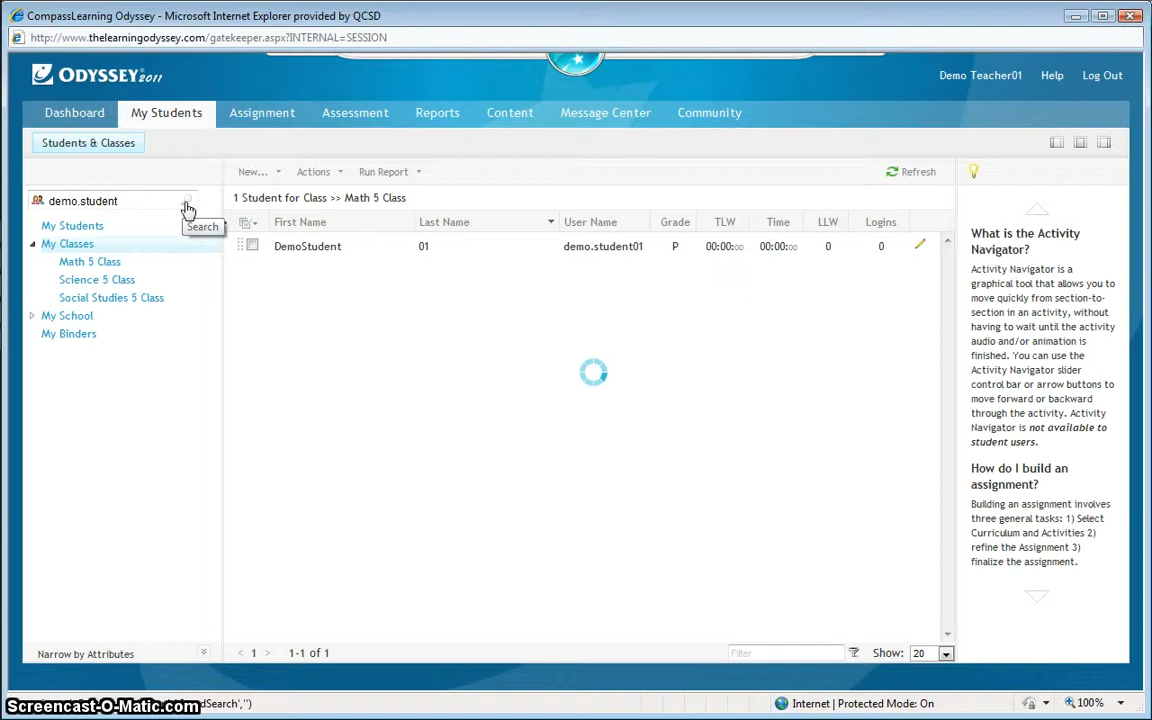 CompassLearning Odyssey - Microsoft Internet Explorer provided by QCSD
http://www.thelearningodyssey.com/gatekeeper.aspx?INTERNAL=SESSION
ODYSSEY 2011
Demo Teacher01 Help Log Out
Dashboard My Students Assignment Assessment Reports Content Message Center Community
Students & Classes
New... Actions Run Report Refresh
demo.student
Search
1 Student for Class >> Math 5 Class
My Students
My Classes
Math 5 Class
Science 5 Class
Social Studies 5 Class
My School
My Binders
First Name Last Name User Name Grade TLW Time LLW Logins
DemoStudent 01 demo.student01 P 00:00:00 00:00:00 0 0
What is the Activity
Navigator?
Activity Navigator is a
graphical tool that allows you to
move quickly from section-to-
section in an activity, without
having to wait until the activity
audio and/or animation is
finished. You can use the
Activity Navigator slider
control bar or arrow buttons to
move forward or backward
through the activity. Activity
Navigator is not available to
student users.
How do I build an
assignment?
Building an assignment involves
three general tasks: 1) Select
Curriculum and Activities 2)
refine the Assignment 3)
finalize the assignment.
Narrow by Attributes
< 1 > 1-1 of 1 Filter Show: 20
Screencast-O-Matic.com
dSearch','')
Internet | Protected Mode: On
100%